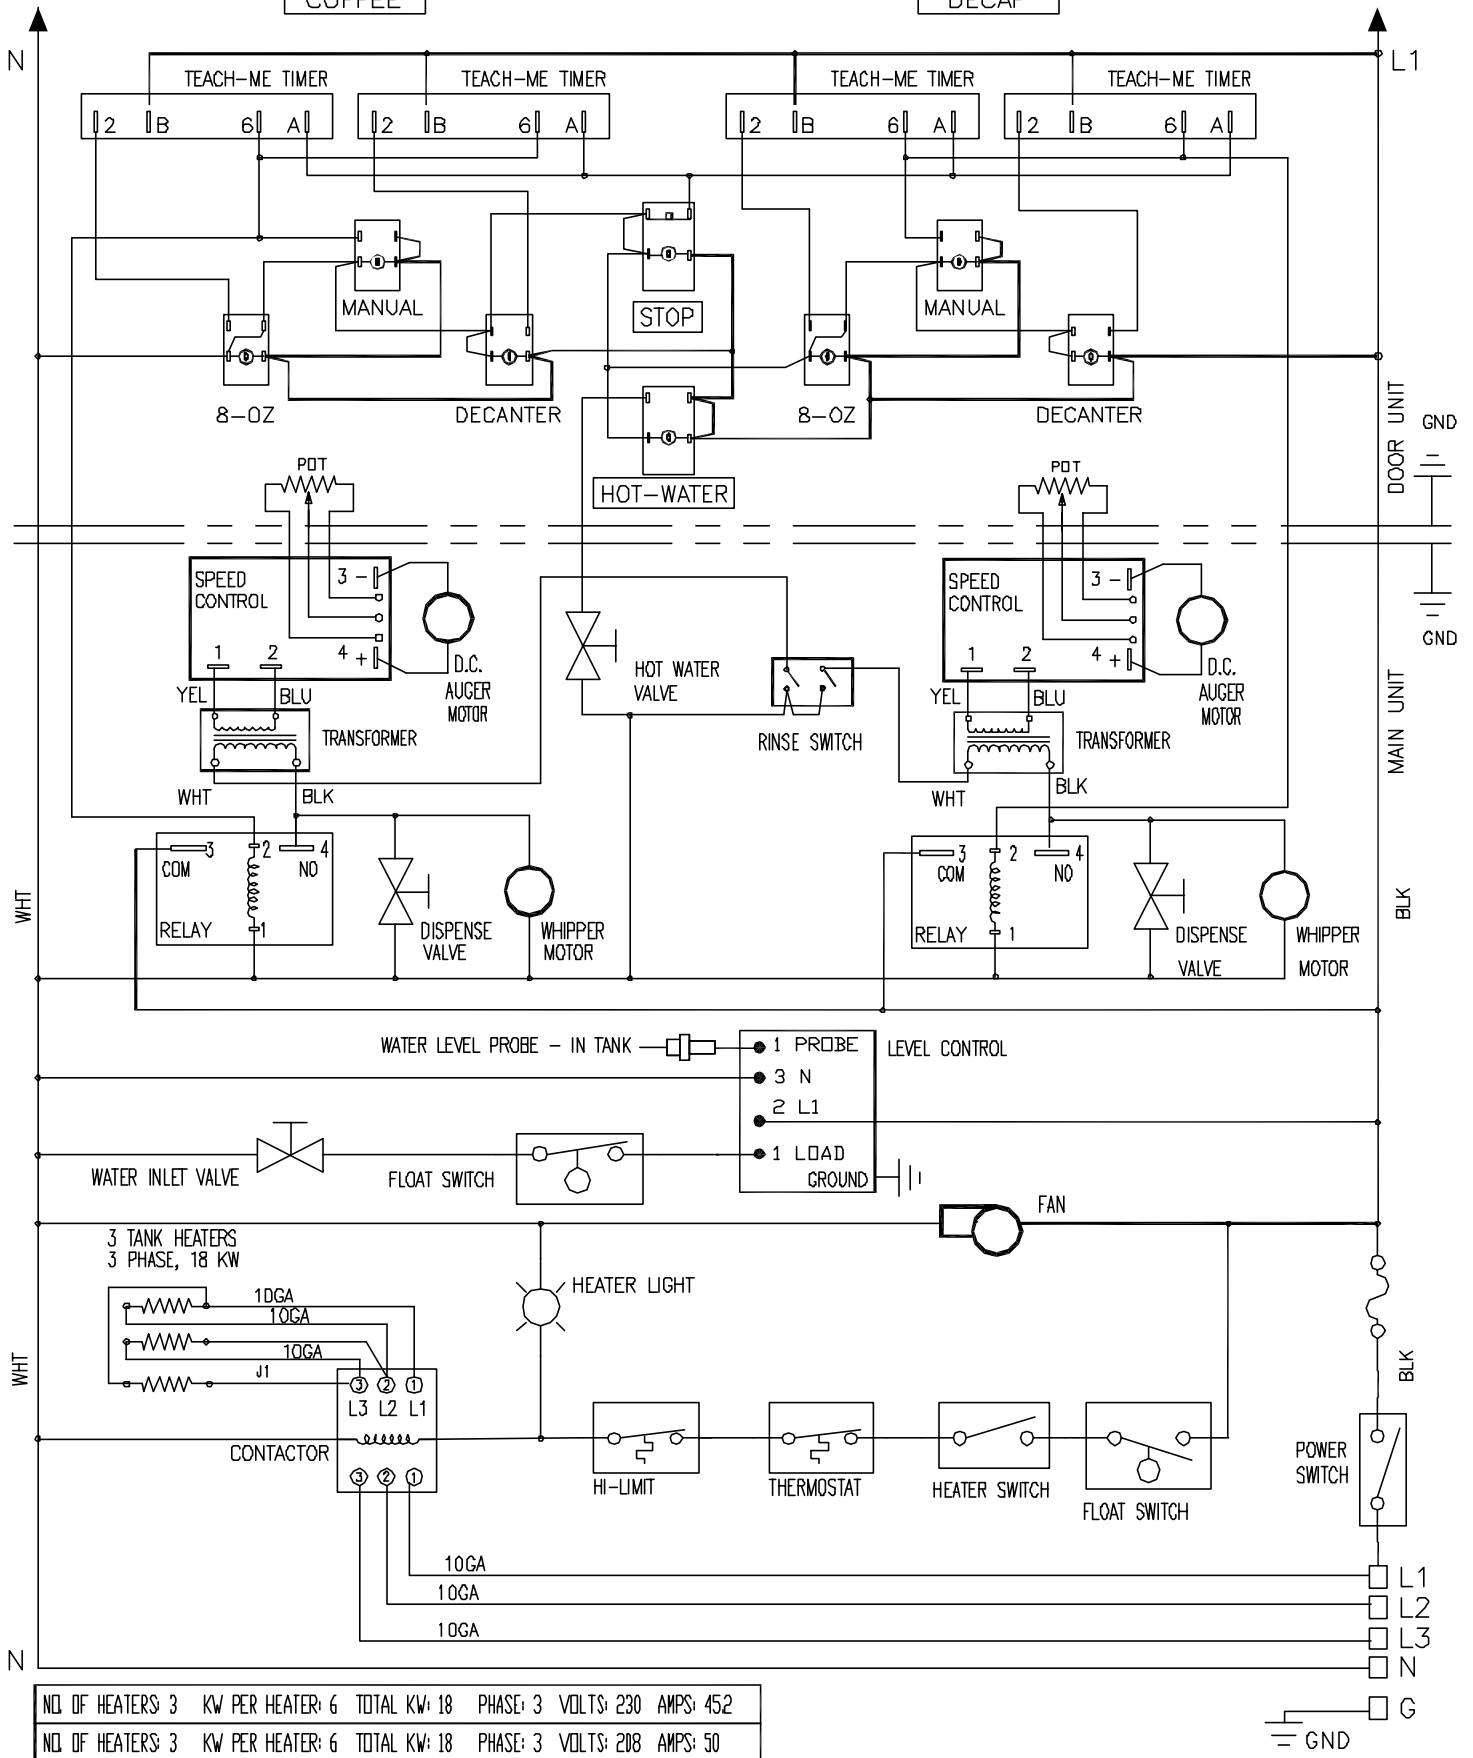 COFFEE DECAF
N L1
TEACH-ME TIMER TEACH-ME TIMER TEACH-ME TIMER TEACH-ME TIMER
2 B 6 A 2 B 6 A 2 B 6 A 2 B 6 A
MANUAL STOP MANUAL
8-OZ DECANTER 8-OZ DECANTER
HOT-WATER
DOOR UNIT
GND
POT POT
SPEED CONTROL 3 - 4 + 1 2
D.C. AUGER MOTOR
YEL BLU
TRANSFORMER
WHT BLK
HOT WATER VALVE
RINSE SWITCH
SPEED CONTROL 3 - 4 + 1 2
D.C. AUGER MOTOR
YEL BLU
TRANSFORMER
WHT BLK
GND
MAIN UNIT
3 COM 2 4 NO
RELAY 1
DISPENSE VALVE
WHIPPER MOTOR
3 COM 2 4 NO
RELAY 1
DISPENSE VALVE
WHIPPER MOTOR
WHT BLK
WATER LEVEL PROBE - IN TANK
1 PROBE
3 N
2 L1
1 LOAD
GROUND
LEVEL CONTROL
WATER INLET VALVE
FLOAT SWITCH
FAN
3 TANK HEATERS
3 PHASE, 18 KW
10GA
10GA
10GA
J1
HEATER LIGHT
3 2 1
L3 L2 L1
CONTACTOR
3 2 1
HI-LIMIT
THERMOSTAT
HEATER SWITCH
FLOAT SWITCH
POWER SWITCH
WHT BLK
10GA L1
10GA L2
10GA L3
N N
G
GND
NO. OF HEATERS: 3 KW PER HEATER: 6 TOTAL KW: 18 PHASE: 3 VOLTS: 230 AMPS: 45.2
NO. OF HEATERS: 3 KW PER HEATER: 6 TOTAL KW: 18 PHASE: 3 VOLTS: 208 AMPS: 50